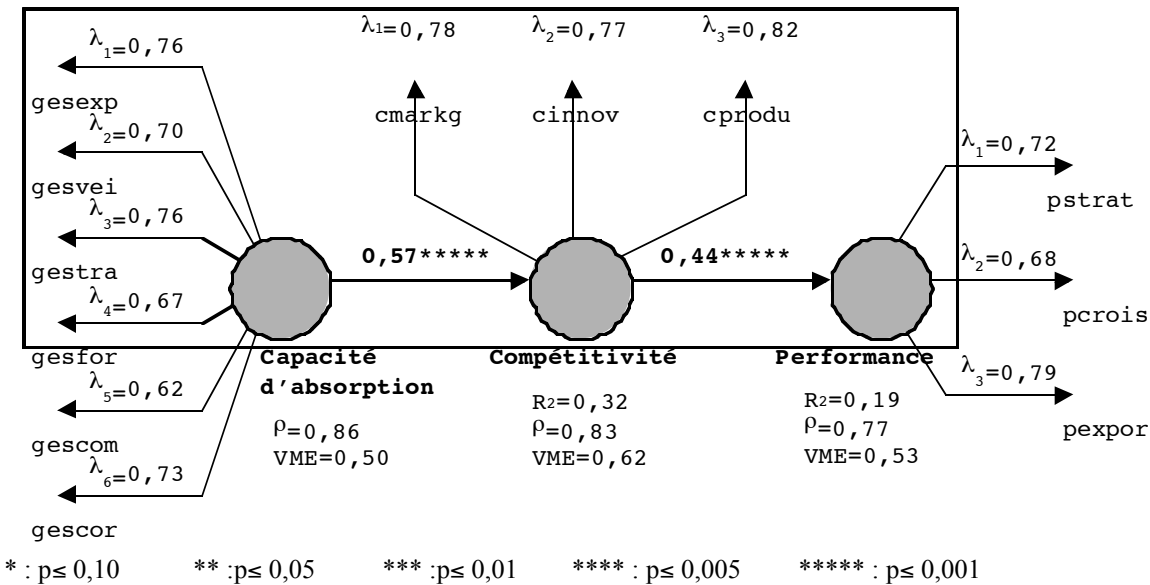 λ1=0,76
gesexp
λ2=0,70
gesvei
λ3=0,76
gestra
λ4=0,67
gesfor
λ5=0,62
gescom
λ6=0,73
gescor
λ1=0,78
cmarkg
λ2=0,77
cinnov
λ3=0,82
cprodu
λ1=0,72
pstrat
λ2=0,68
pcrois
λ3=0,79
pexpor
0,57*****
0,44*****
Capacité
d'absorption
ρ=0,86
VME=0,50
Compétitivité
R2=0,32
ρ=0,83
VME=0,62
Performance
R2=0,19
ρ=0,77
VME=0,53
* : p≤ 0,10 ** :p≤ 0,05 *** :p≤ 0,01 **** : p≤ 0,005 ***** : p≤ 0,001